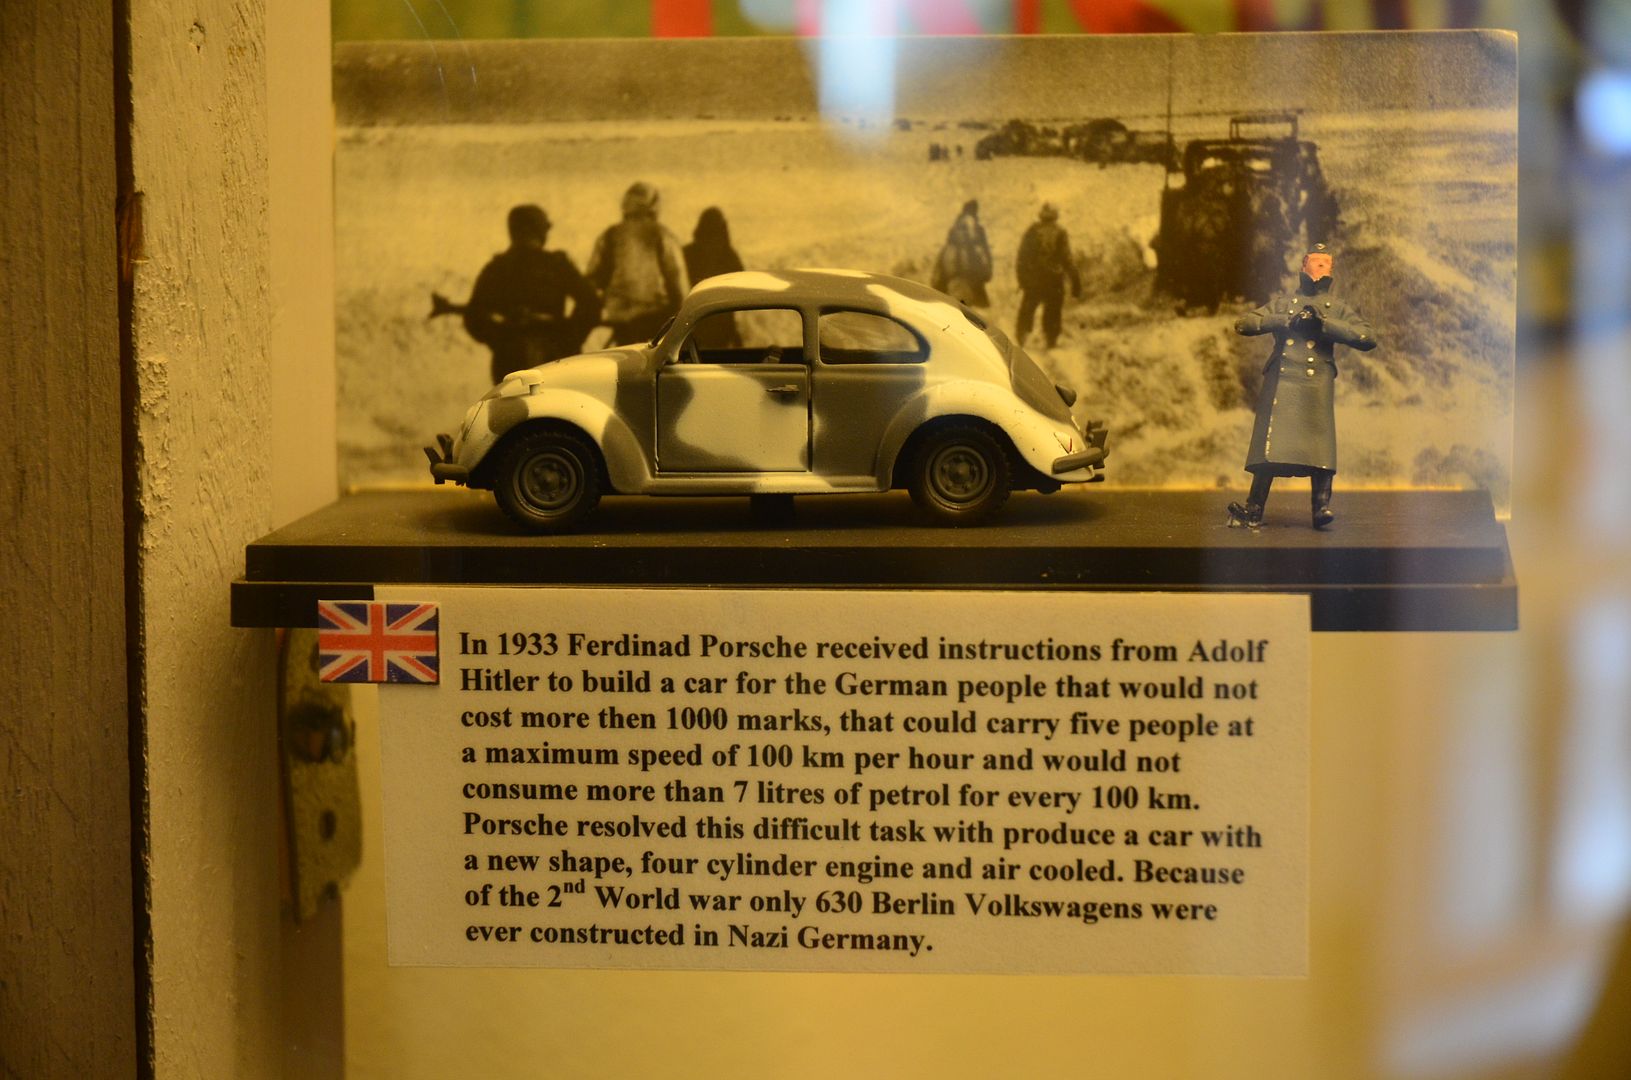 In 1933 Ferdinad Porsche received instructions from Adolf
Hitler to build a car for the German people that would not
cost more then 1000 marks, that could carry five people at
a maximum speed of 100 km per hour and would not
consume more than 7 litres of petrol for every 100 km.
Porsche resolved this difficult task with produce a car with
a new shape, four cylinder engine and air cooled. Because
of the 2nd World war only 630 Berlin Volkswagens were
ever constructed in Nazi Germany.